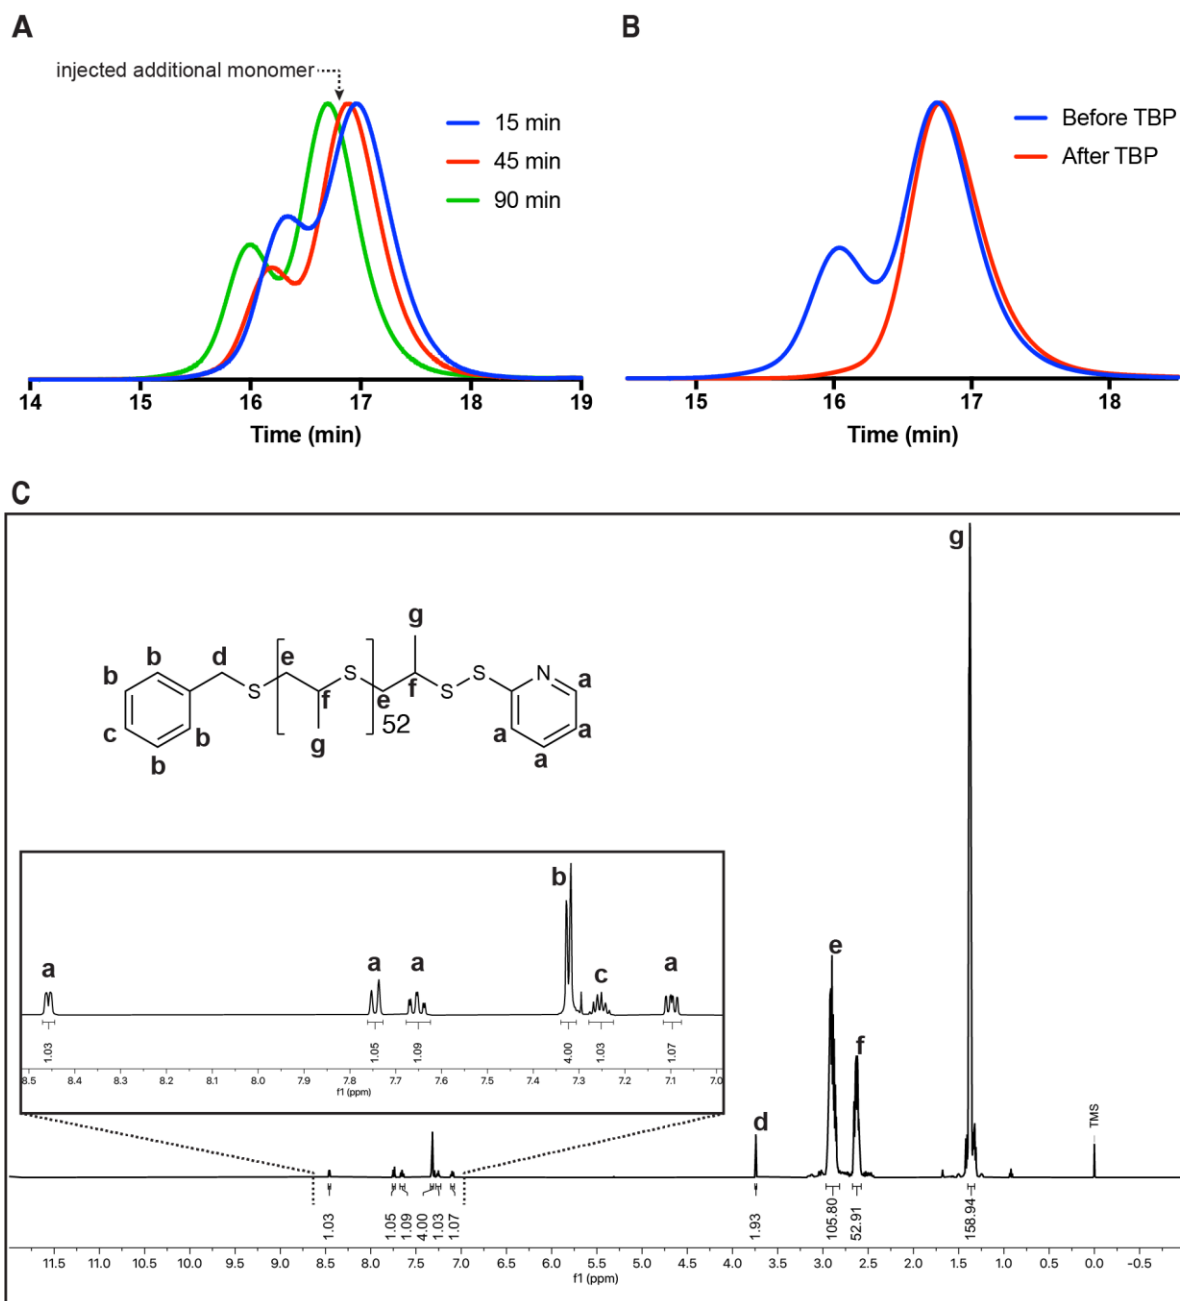 A
injected additional monomer
15 min
45 min
90 min
14 15 16 17 18 19
Time (min)
B
Before TBP
After TBP
15 16 17 18
Time (min)
C
g
g
b d e S f N
b S S a
b S f S a
c b e a
b g 52 a
a
b
a a a c a
1.03 1.05 1.09 4.00 1.03 1.07
8.5 8.4 8.3 8.2 8.1 8.0 7.9 7.8 7.7 7.6 7.5 7.4 7.3 7.2 7.1 7.0
f1 (ppm)
e
f
d
TMS
1.03 1.05 1.09 4.00 1.03 1.07 1.93 105.80 52.91 158.94
11.5 11.0 10.5 10.0 9.5 9.0 8.5 8.0 7.5 7.0 6.5 6.0 5.5 5.0 4.5 4.0 3.5 3.0 2.5 2.0 1.5 1.0 0.5 0.0 -0.5
f1 (ppm)